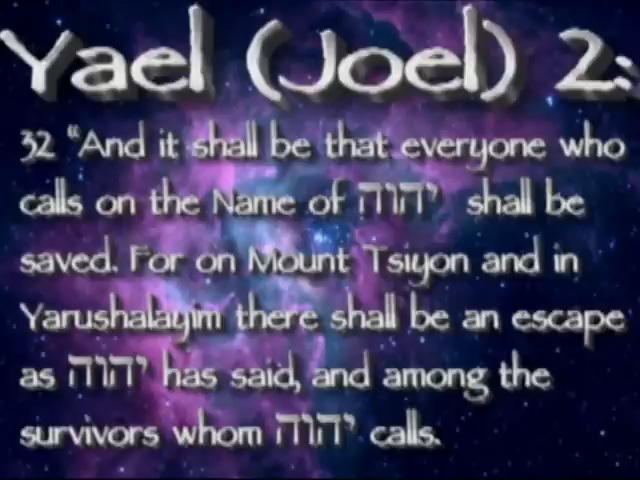 Yael (Joel) 2:
32 “And it shall be that everyone who
calls on the Name of יהוה shall be
saved. For on Mount Tsiyon and in
Yarushalayim there shall be an escape
as יהוה has said, and among the
survivors whom יהוה calls.